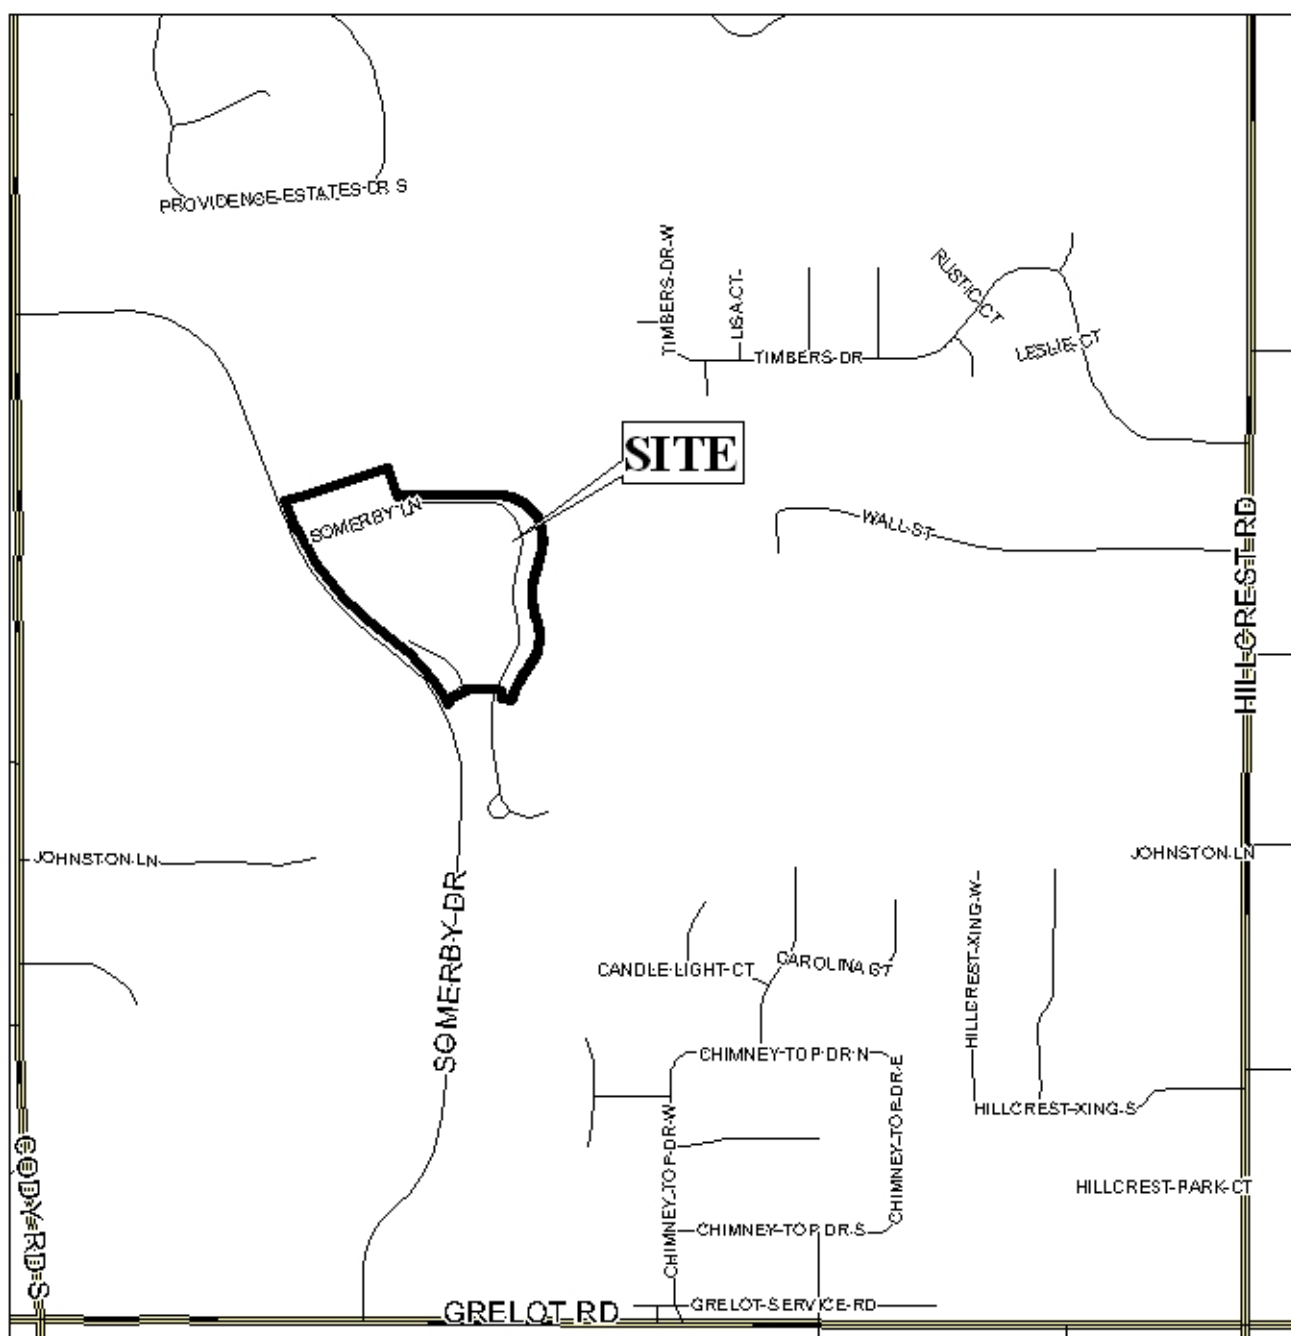 PROVIDENCE-ESTATES-DR S
TIMBERS-DR-W
LISA CT
RUSTIC-CT
TIMBERS-DR
LESLIE-CT
SITE
SOMERBY LN
WALL-ST
HILLCREST-RD
JOHNSTON-LN
JOHNSTON-LN
SOMERBY-DR
HILLCREST-XING-W
CANDLE-LIGHT-CT
CAROLINA CT
CHIMNEY-TOP-DR-N
CHIMNEY-TOP-DR-E
CHIMNEY-TOP-DR-W
HILLCREST-XING-S
CODY-RD-S
HILLCREST-PARK-CT
CHIMNEY-TOP DR-S
GRELOT RD
GRELOT-SERVICE-RD